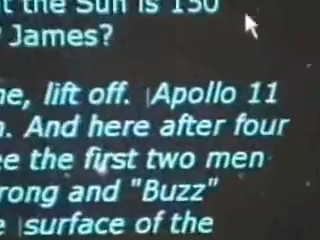 t the Sun is 150
James?
ne, lift off. Apollo 11
. And here after four
ee the first two men
rong and "Buzz"
e surface of the